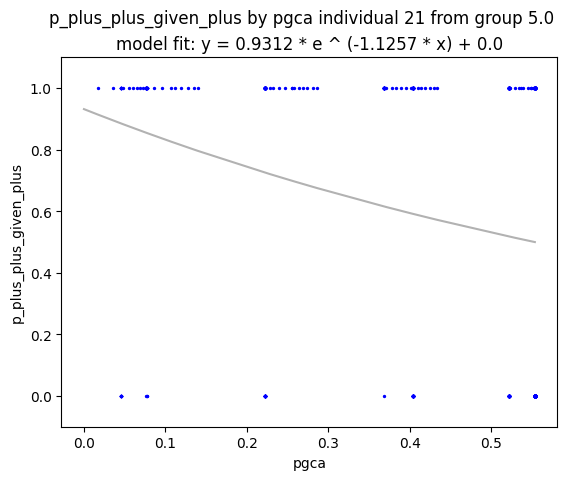 p_plus_plus_given_plus by pgca individual 21 from group 5.0
model fit: y = 0.9312 * e ^ (-1.1257 * x) + 0.0
1.0
0.8
0.6
0.4
0.2
0.0
p_plus_plus_given_plus
0.0 0.1 0.2 0.3 0.4 0.5
pgca